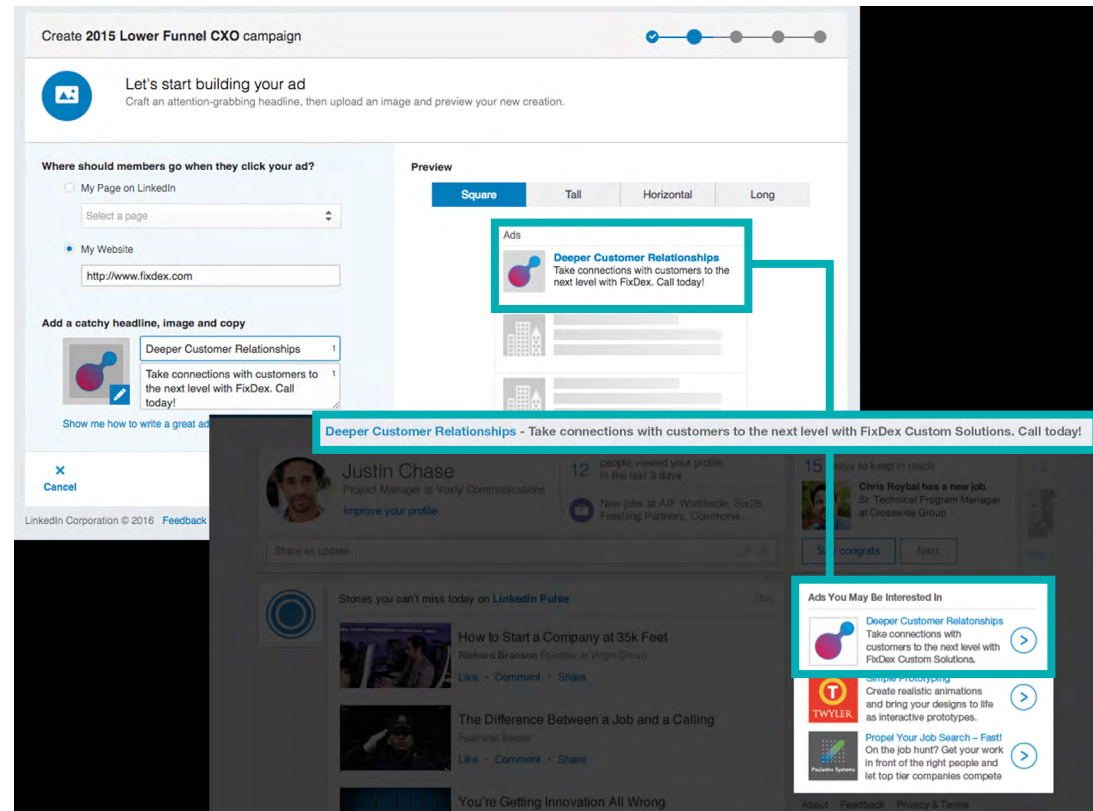 Create 2015 Lower Funnel CXO campaign
Let's start building your ad
Craft an attention-grabbing headline, then upload an image and preview your new creation.
Where should members go when they click your ad?
My Page on LinkedIn
Select a page
My Website
http://www.fixdex.com
Add a catchy headline, image and copy
Deeper Customer Relationships 1
Take connections with customers to 1
the next level with FixDex. Call
today!
Show me how to write a great ad
Cancel
LinkedIn Corporation © 2016 Feedback
Preview
Square Tall Horizontal Long
Ads
Deeper Customer Relationships
Take connections with customers to the
next level with FixDex. Call today!
Deeper Customer Relationships - Take connections with customers to the next level with FixDex Custom Solutions. Call today!
Justin Chase
Project Manager at Voxty Communications
Improve your profile
12 people viewed your profile
in the last 3 days
New jobs at AIF Worldwide, Six2B
Freshing Partners, Commona
15 ways to keep in touch
Chris Roybal has a new job.
Sr. Technical Program Manager
at Crosswise Group
Say congrats Next
Share an update...
Stories you can't miss today on LinkedIn Pulse
How to Start a Company at 35k Feet
Richard Branson Founder at Virgin Group
Like • Comment • Share
The Difference Between a Job and a Calling
Business Insider
Like • Comment • Share
You're Getting Innovation All Wrong
Ads You May Be Interested In
Deeper Customer Relatonships
Take connections with
customers to the next level with
FixDex Custom Solutions.
Simple Prototyping
Create realistic animations
and bring your designs to life
as interactive prototypes.
TWYLER
Propel Your Job Search – Fast!
On the job hunt? Get your work
in front of the right people and
let top tier companies compete
About Feedback Privacy & Terms